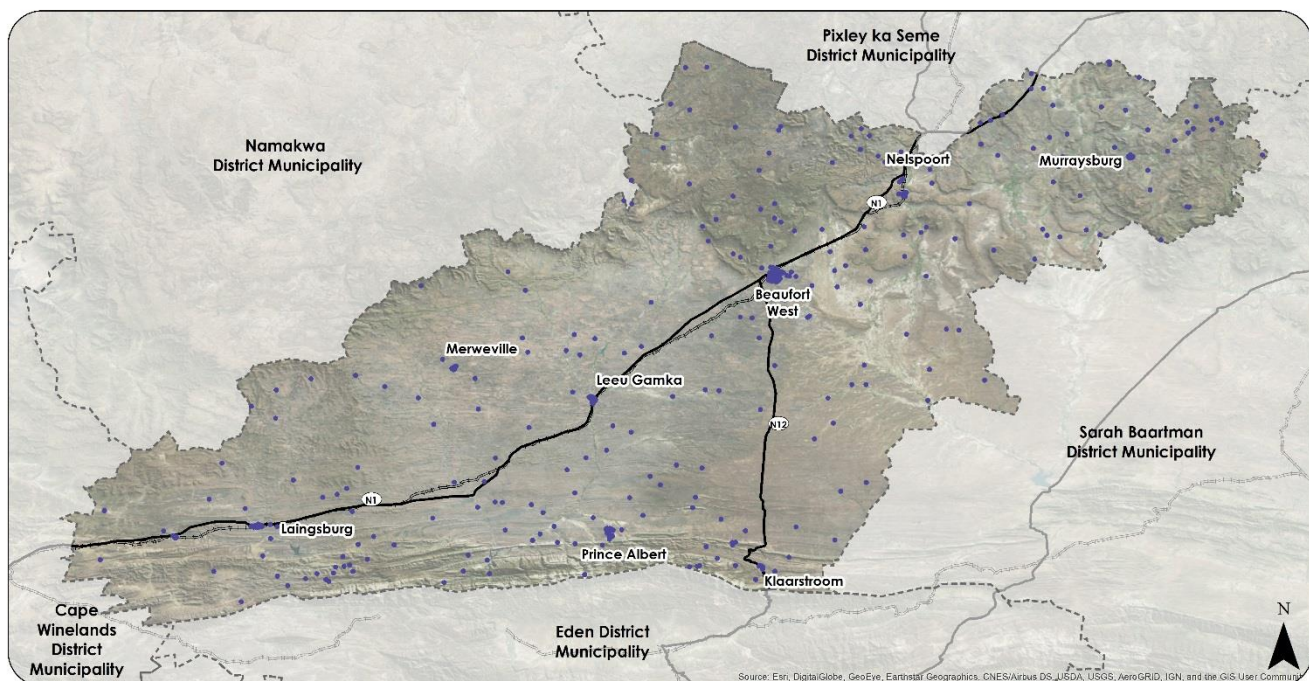 Pixley ka Seme
District Municipality
Namakwa
District Municipality
Nelspoort
Murraysburg
N1
Beaufort
West
Merweville
Leeu Gamka
N12
Sarah Baartman
District Municipality
N1
Laingsburg
Prince Albert
Klaarstroom
Cape
Winelands
District
Municipality
Eden District
Municipality
N
Source: Esri, DigitalGlobe, GeoEye, Earthstar Geographics, CNES/Airbus DS, USDA, USGS, AeroGRID, IGN, and the GIS User Commun